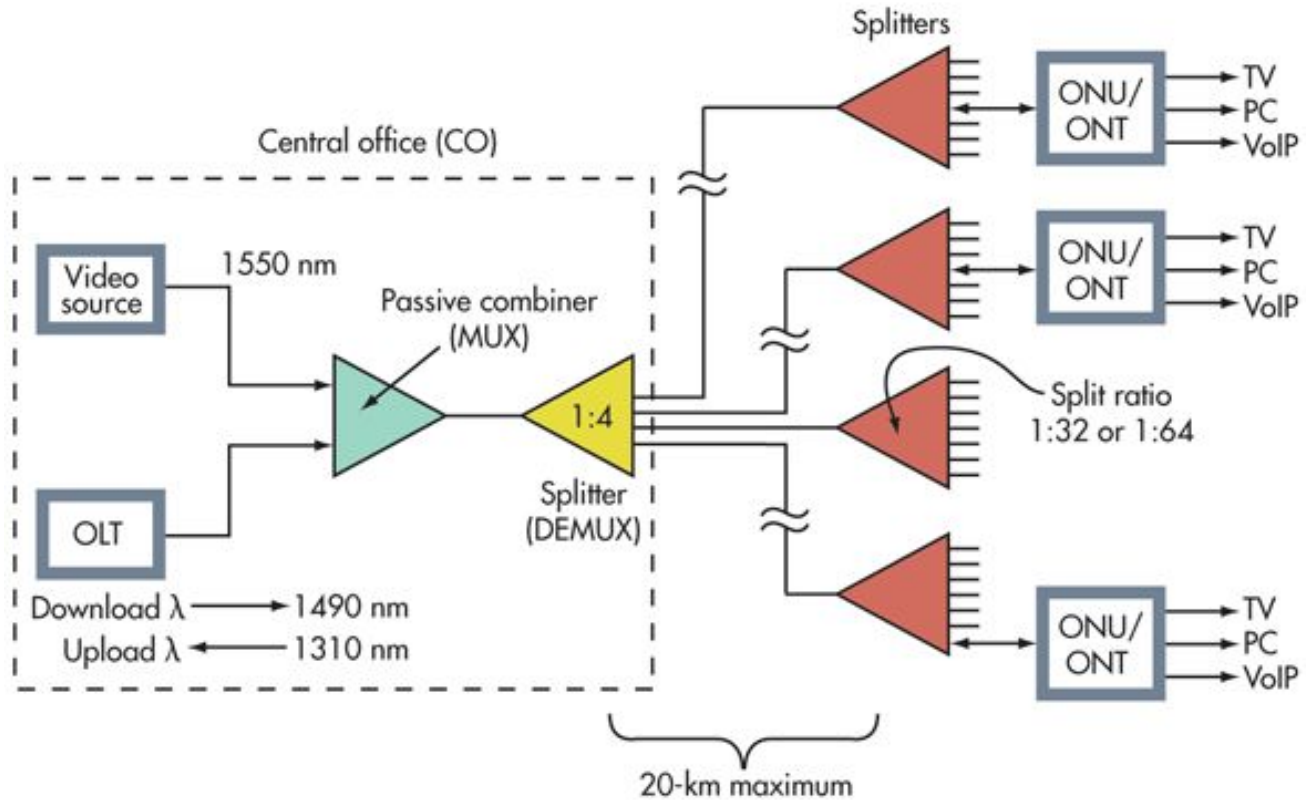 Splitters
ONU/
ONT
TV
PC
VoIP
Central office (CO)
Video
source
1550 nm
Passive combiner
(MUX)
ONU/
ONT
TV
PC
VoIP
1:4
Split ratio
1:32 or 1:64
Splitter
(DEMUX)
OLT
Download λ 1490 nm
Upload λ 1310 nm
ONU/
ONT
TV
PC
VoIP
20-km maximum